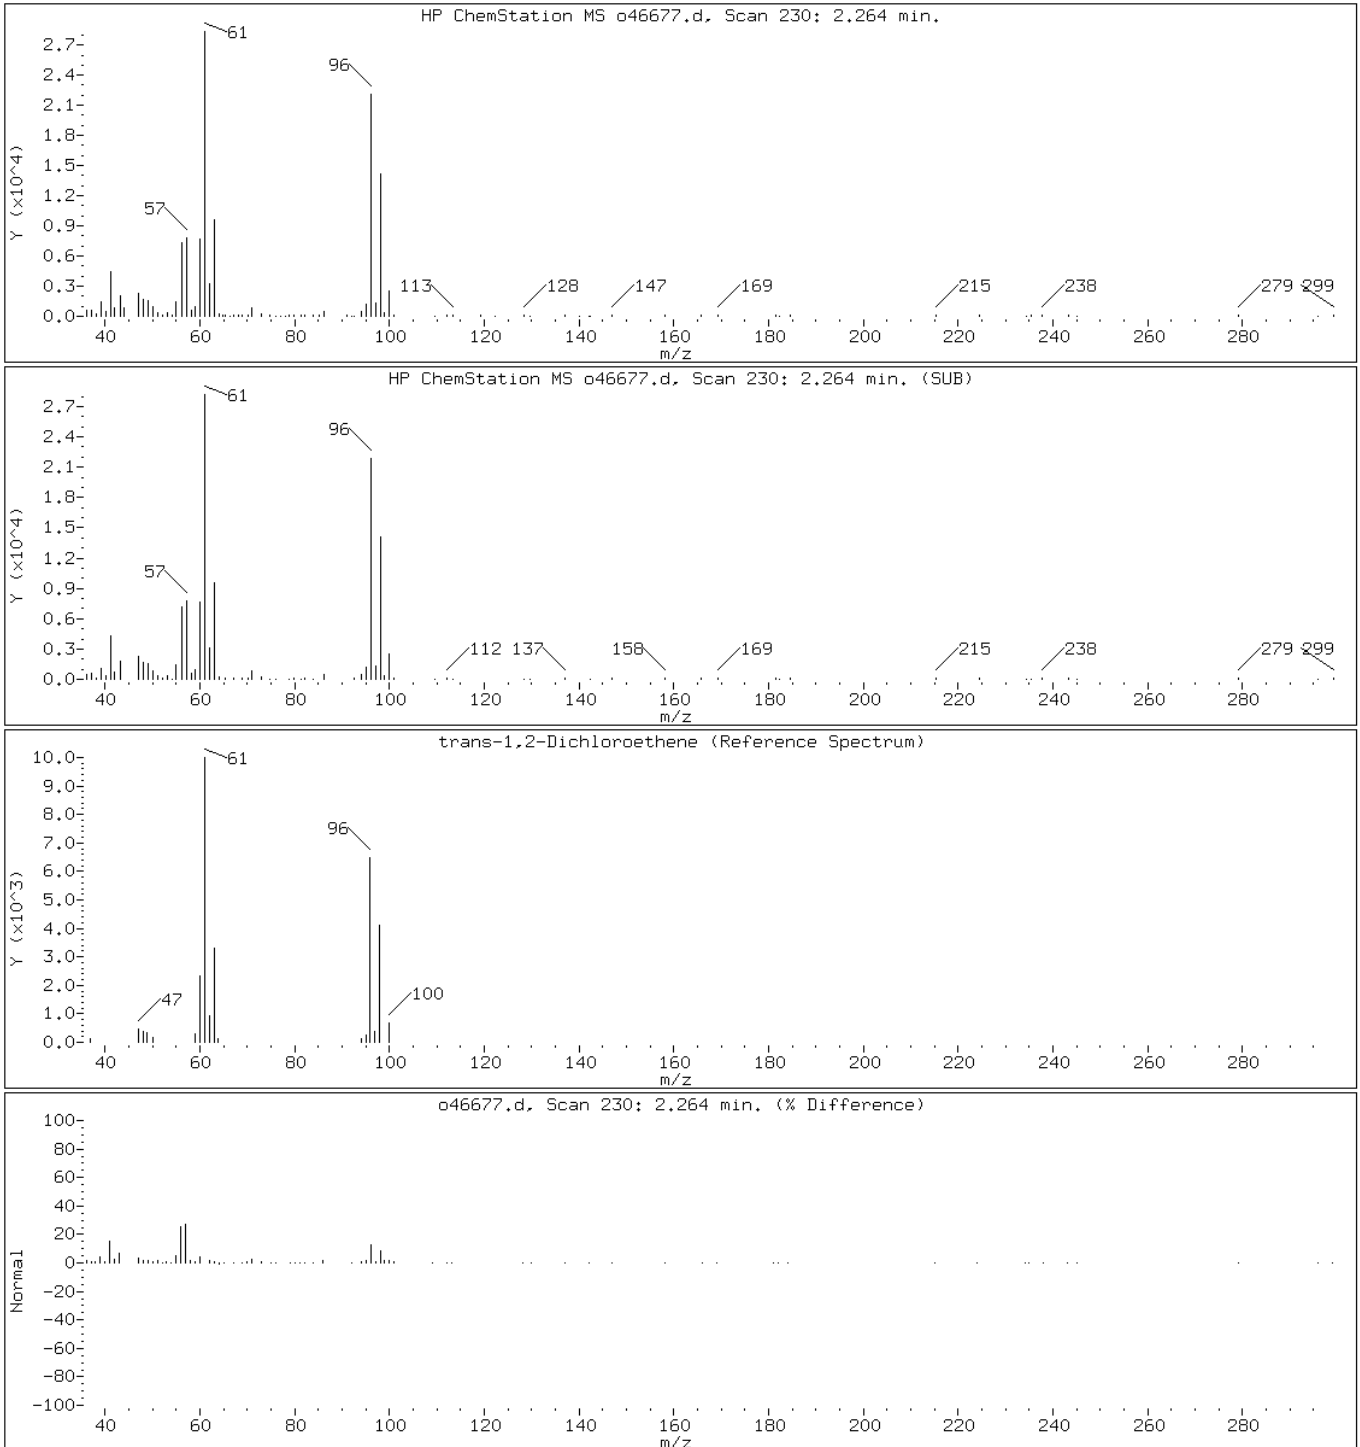 HP ChemStation MS o46677.d, Scan 230: 2.264 min.
61
2.7-
2.4-
96
2.1-
1.8-
1.5-
1.2-
57
0.9-
0.6-
0.3-
113 128 147 169 215 238 279 299
0.0-
40 60 80 100 120 140 160 180 200 220 240 260 280
m/z
Y (x10^4)
HP ChemStation MS o46677.d, Scan 230: 2.264 min. (SUB)
61
2.7-
2.4-
96
2.1-
1.8-
1.5-
1.2-
57
0.9-
0.6-
0.3-
112 137 158 169 215 238 279 299
0.0-
40 60 80 100 120 140 160 180 200 220 240 260 280
m/z
Y (x10^4)
trans-1,2-Dichloroethene (Reference Spectrum)
10.0-
61
9.0-
8.0-
96
7.0-
6.0-
5.0-
4.0-
3.0-
2.0-
47 100
1.0-
0.0-
40 60 80 100 120 140 160 180 200 220 240 260 280
m/z
Y (x10^3)
o46677.d, Scan 230: 2.264 min. (% Difference)
100-
80-
60-
40-
20-
0-
-20-
-40-
-60-
-80-
-100-
40 60 80 100 120 140 160 180 200 220 240 260 280
m/z
Normal